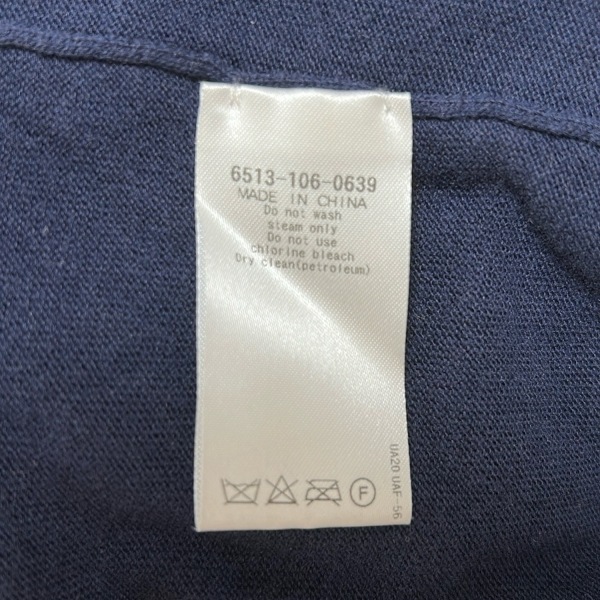 6513-106-0639
MADE IN CHINA
Do not wash
steam only
Do not use
chlorine bleach
Dry clean(petroleum)
F
UA20 UAF-56